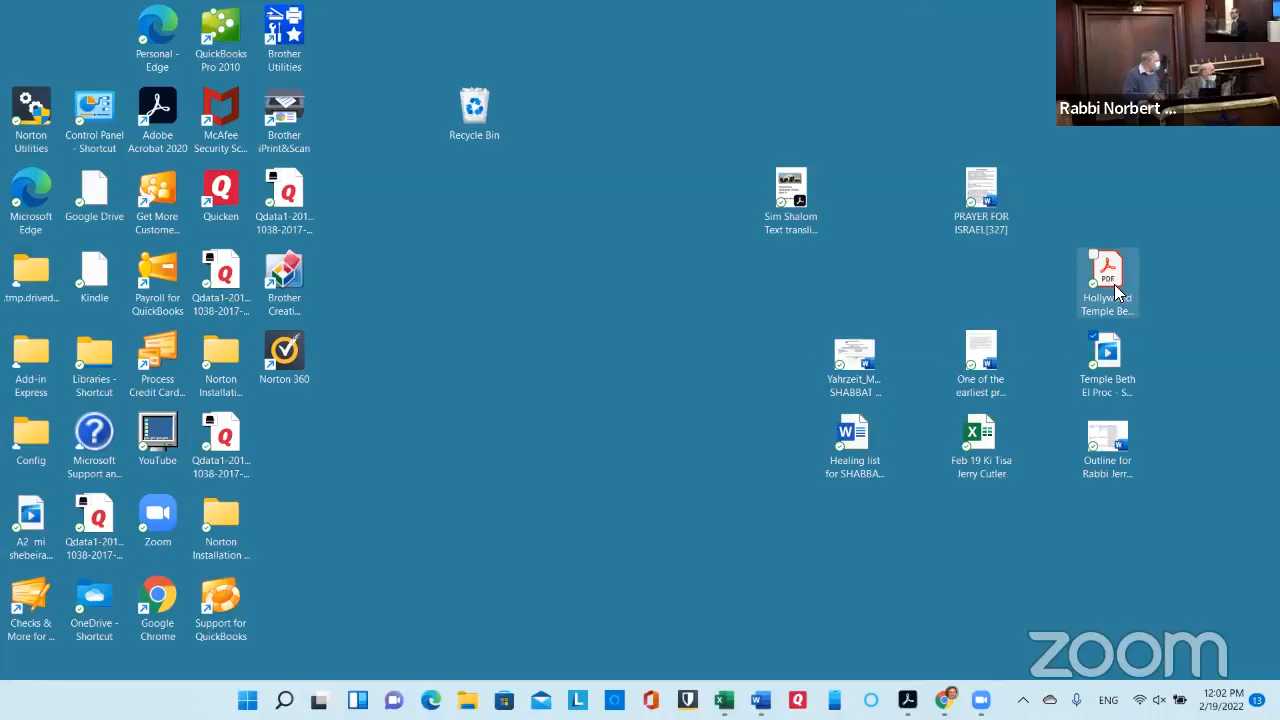 Personal -
Edge
QuickBooks
Pro 2010
Brother
Utilities
Rabbi Norbert ...
Norton
Utilities
Control Panel
- Shortcut
Adobe
Acrobat 2020
McAfee
Security Sc...
Brother
iPrint&Scan
Recycle Bin
Microsoft
Edge
Google Drive
Get More
Custome...
Quicken
Qdata1-201...
1038-2017-...
Sim Shalom
Text transli...
PRAYER FOR
ISRAEL[327]
.tmp.drived...
Kindle
Payroll for
QuickBooks
Qdata1-201...
1038-2017-...
Brother
Creati...
PDF
Hollywood
Temple Be...
Add-in
Express
Libraries -
Shortcut
Process
Credit Card...
Norton
Installati...
Norton 360
Yahrzeit_M...
SHABBAT ...
One of the
earliest pr...
Temple Beth
El Proc - S...
Config
Microsoft
Support an...
YouTube
Qdata1-201...
1038-2017-...
Healing list
for SHABBA...
Feb 19 Ki Tisa
Jerry Cutler
Outline for
Rabbi Jerr...
A2 mi
shebeira...
Qdata1-201...
1038-2017-...
Zoom
Norton
Installation ...
Checks &
More for ...
OneDrive -
Shortcut
Google
Chrome
Support for
QuickBooks
zoom
ENG
12:02 PM
2/19/2022
13